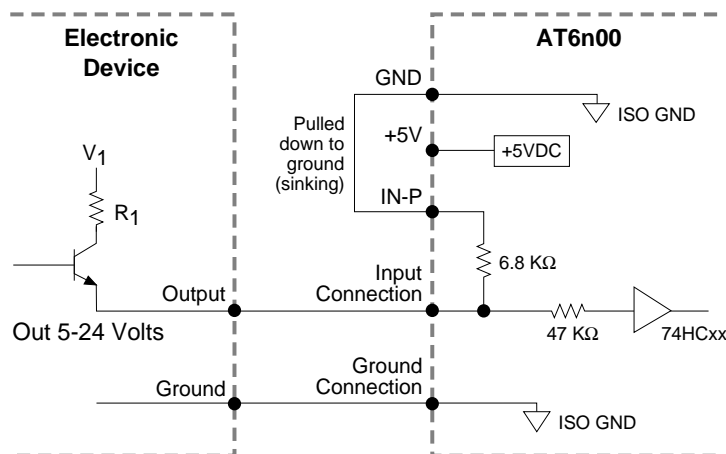 Electronic
Device
AT6n00
GND
ISO GND
Pulled
down to
ground
(sinking)
+5V
+5VDC
V1
IN-P
R1
6.8 KΩ
Output
Input
Connection
Out 5-24 Volts
47 KΩ
74HCxx
Ground
Ground
Connection
ISO GND